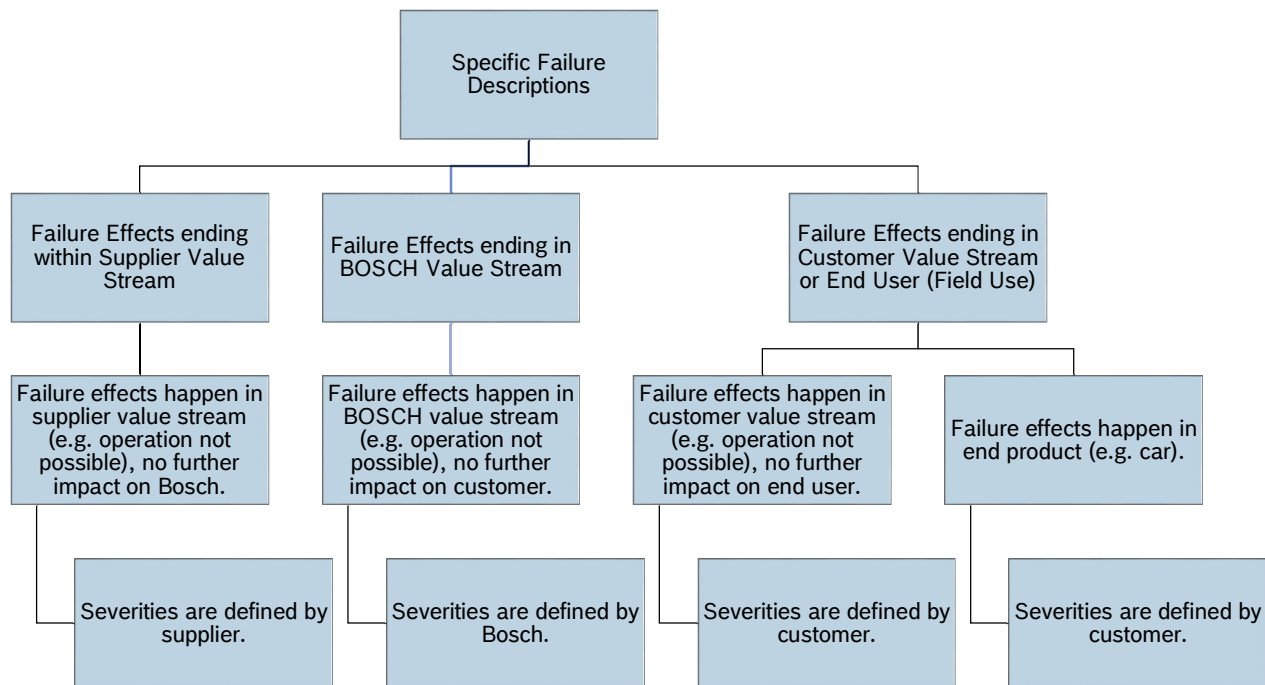 Specific Failure
Descriptions
Failure Effects ending
within Supplier Value
Stream
Failure Effects ending in
BOSCH Value Stream
Failure Effects ending in
Customer Value Stream
or End User (Field Use)
Failure effects happen in
supplier value stream
(e.g. operation not
possible), no further
impact on Bosch.
Failure effects happen in
BOSCH value stream
(e.g. operation not
possible), no further
impact on customer.
Failure effects happen in
customer value stream
(e.g. operation not
possible), no further
impact on end user.
Failure effects happen in
end product (e.g. car).
Severities are defined by
supplier.
Severities are defined by
Bosch.
Severities are defined by
customer.
Severities are defined by
customer.